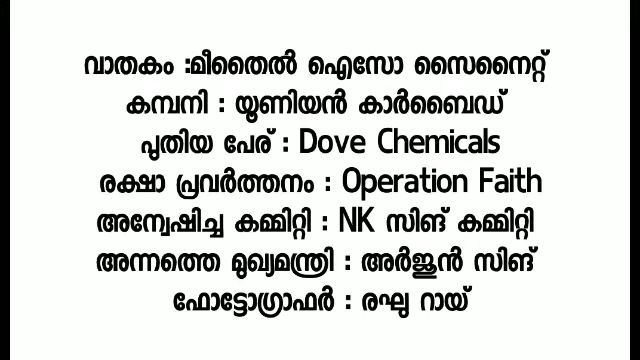 വാതകം :മീതൈൽ ഐസോ സൈനൈറ്റ്
കമ്പനി : യൂണിയൻ കാർബൈഡ്
പുതിയ പേര് : Dove Chemicals
രക്ഷാ പ്രവർത്തനം : Operation Faith
അന്വേഷിച്ച കമ്മിറ്റി : NK സിങ് കമ്മിറ്റി
അന്നത്തെ മുഖ്യമന്ത്രി : അർജുൻ സിങ്
ഫോട്ടോഗ്രാഫർ : രഘു റായ്